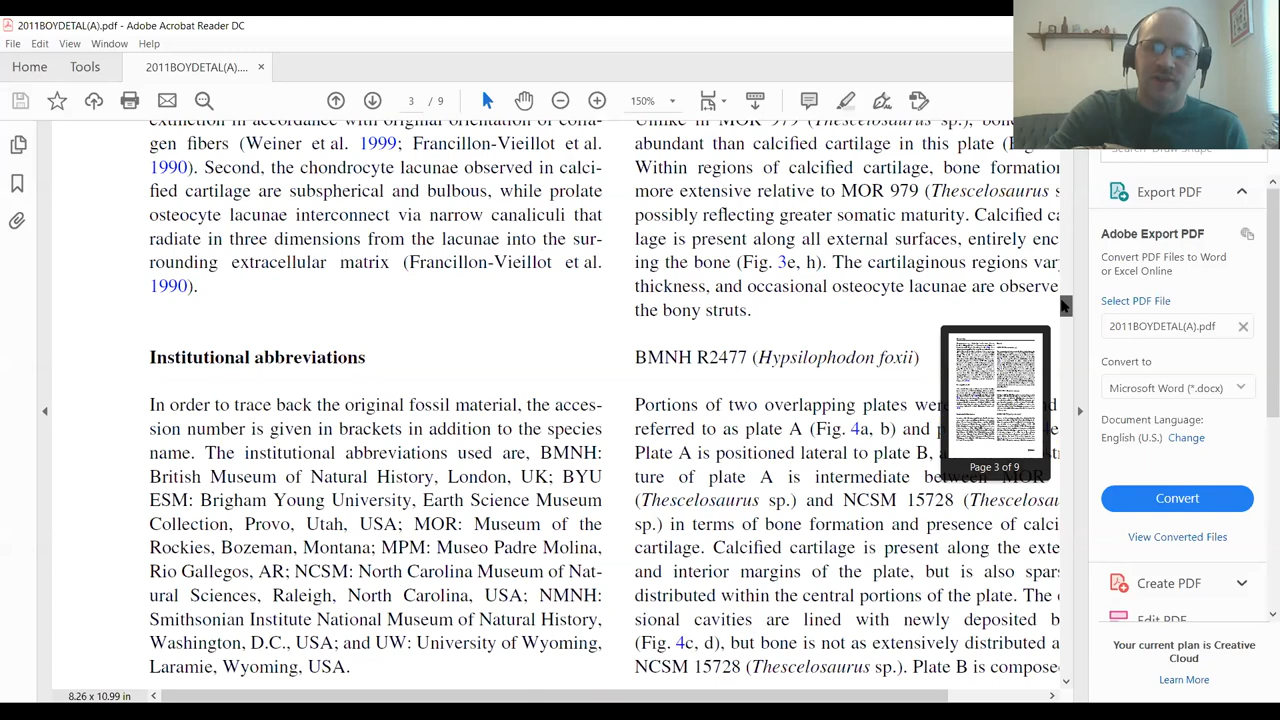 2011BOYDETAL(A).pdf - Adobe Acrobat Reader DC
File Edit View Window Help
Home Tools 2011BOYDETAL(A).... ×
3 / 9 150%
gen fibers (Weiner et al. 1999; Francillon-Vieillot et al.
1990). Second, the chondrocyte lacunae observed in calci-
fied cartilage are subspherical and bulbous, while prolate
osteocyte lacunae interconnect via narrow canaliculi that
radiate in three dimensions from the lacunae into the sur-
rounding extracellular matrix (Francillon-Vieillot et al.
1990).
Institutional abbreviations
In order to trace back the original fossil material, the acces-
sion number is given in brackets in addition to the species
name. The institutional abbreviations used are, BMNH:
British Museum of Natural History, London, UK; BYU
ESM: Brigham Young University, Earth Science Museum
Collection, Provo, Utah, USA; MOR: Museum of the
Rockies, Bozeman, Montana; MPM: Museo Padre Molina,
Rio Gallegos, AR; NCSM: North Carolina Museum of Nat-
ural Sciences, Raleigh, North Carolina, USA; NMNH:
Smithsonian Institute National Museum of Natural History,
Washington, D.C., USA; and UW: University of Wyoming,
Laramie, Wyoming, USA.
abundant than calcified cartilage in this plate
Within regions of calcified cartilage, bone formation
more extensive relative to MOR 979 (Thescelosaurus s
possibly reflecting greater somatic maturity. Calcified ca
lage is present along all external surfaces, entirely enc
ing the bone (Fig. 3e, h). The cartilaginous regions vary
thickness, and occasional osteocyte lacunae are observe
the bony struts.
BMNH R2477 (Hypsilophodon foxii)
Portions of two overlapping plates were
referred to as plate A (Fig. 4a, b) and p
Plate A is positioned lateral to plate B,
ture of plate A is intermediate between MOR
(Thescelosaurus sp.) and NCSM 15728 (Thescelosau
sp.) in terms of bone formation and presence of calci
cartilage. Calcified cartilage is present along the exte
and interior margins of the plate, but is also spars
distributed within the central portions of the plate. The
sional cavities are lined with newly deposited b
(Fig. 4c, d), but bone is not as extensively distributed a
NCSM 15728 (Thescelosaurus sp.). Plate B is compose
Page 3 of 9
8.26 x 10.99 in
Export PDF
Adobe Export PDF
Convert PDF Files to Word
or Excel Online
Select PDF File
2011BOYDETAL(A).pdf
Convert to
Microsoft Word (*.docx)
Document Language:
English (U.S.) Change
Convert
View Converted Files
Create PDF
Edit PDF
Your current plan is Creative
Cloud
Learn More